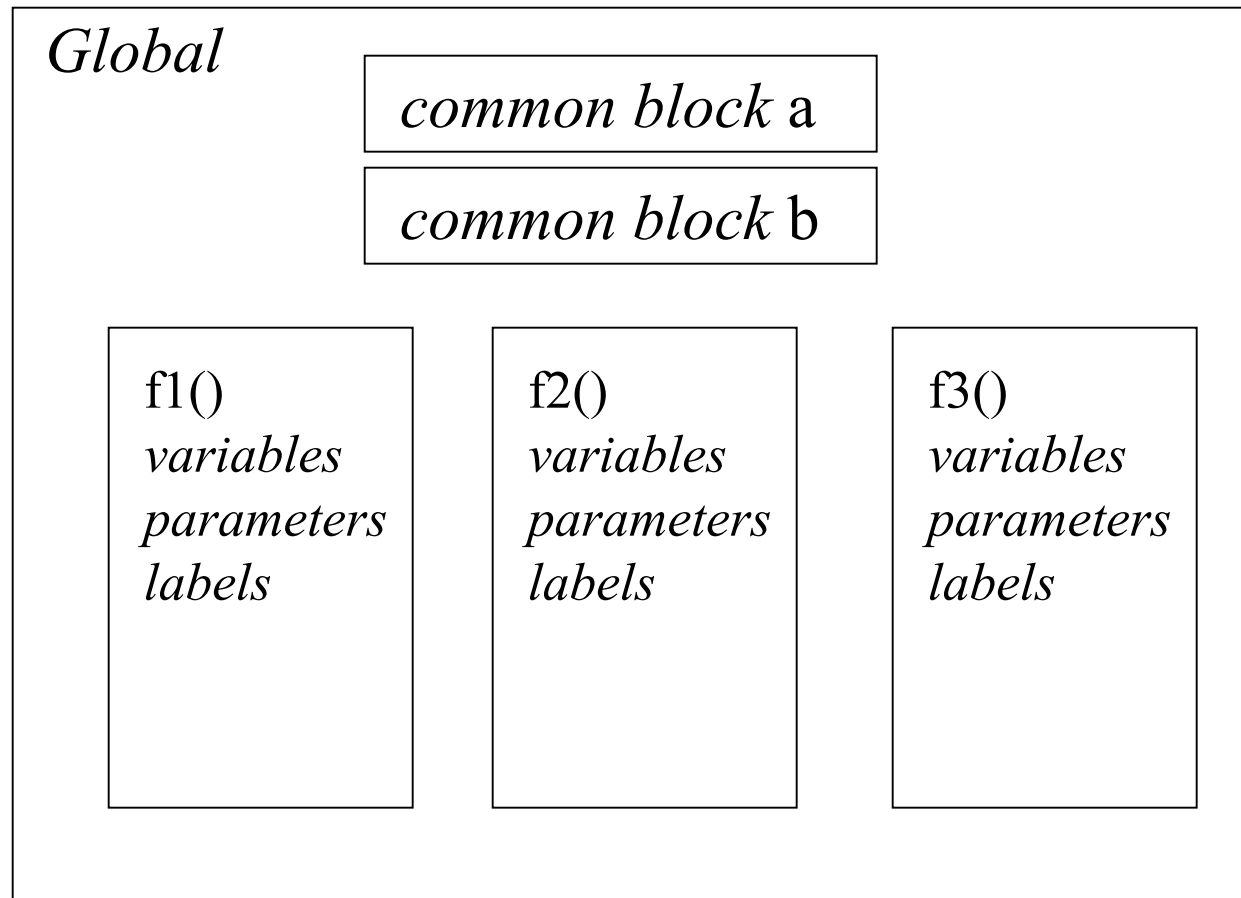 Global
common block a
common block b
f1()
variables
parameters
labels
f2()
variables
parameters
labels
f3()
variables
parameters
labels